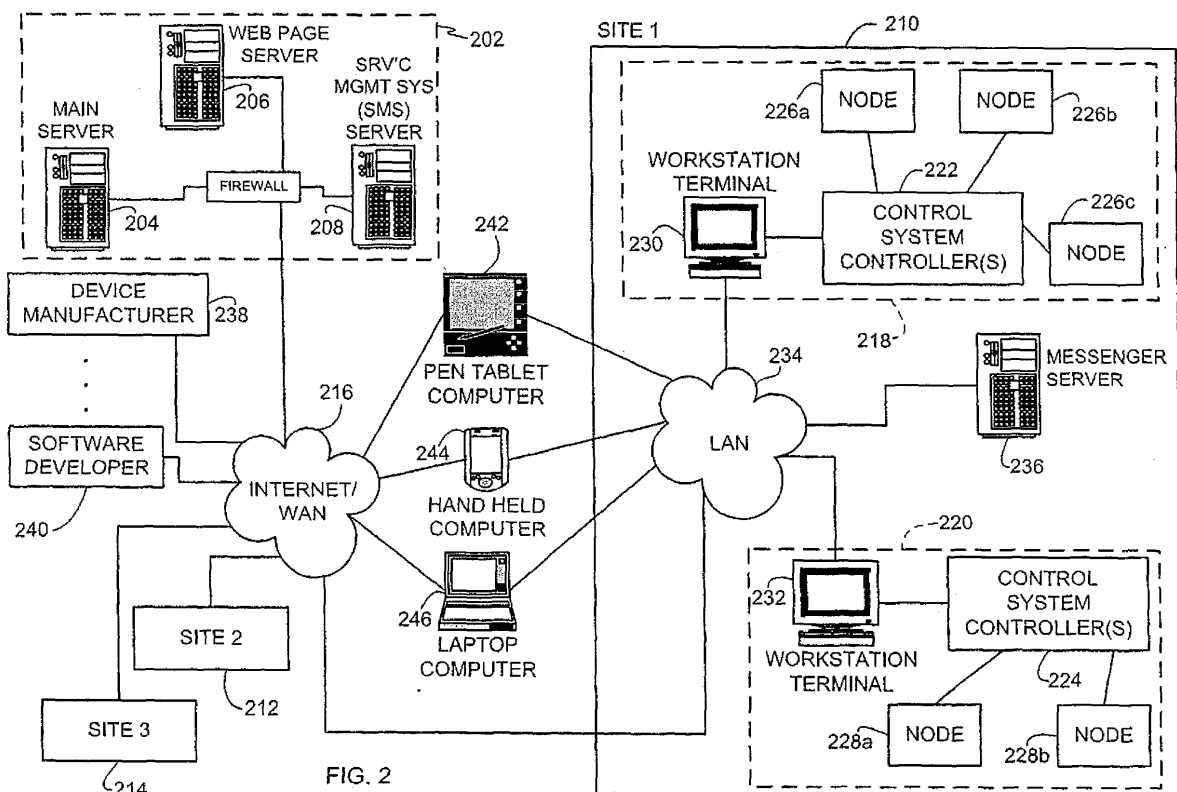 WEB PAGE
SERVER
206
202
MAIN
SERVER
204
SRV'C
MGMT SYS
(SMS)
SERVER
208
FIREWALL
DEVICE
MANUFACTURER
238
SOFTWARE
DEVELOPER
240
216
INTERNET/
WAN
SITE 2
212
SITE 3
214
242
PEN TABLET
COMPUTER
244
HAND HELD
COMPUTER
246
LAPTOP
COMPUTER
FIG. 2
SITE 1
210
226a
NODE
NODE
226b
WORKSTATION
TERMINAL
230
222
CONTROL
SYSTEM
CONTROLLER(S)
226c
NODE
218
234
LAN
MESSENGER
SERVER
236
220
232
WORKSTATION
TERMINAL
CONTROL
SYSTEM
CONTROLLER(S)
224
228a
NODE
228b
NODE